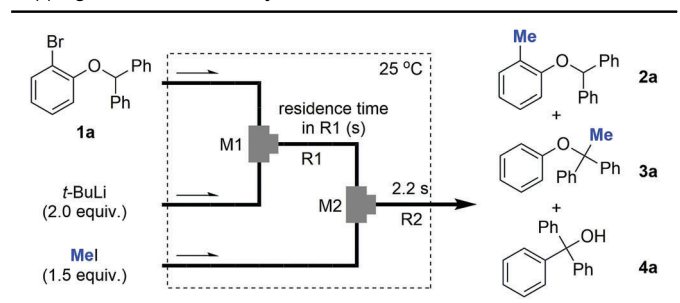 Br
O
Ph
Ph
1a
25 °C
residence time
in R1 (s)
M1
R1
t-BuLi
(2.0 equiv.)
M2
2.2 s
R2
MeI
(1.5 equiv.)
Me
O
Ph
Ph
2a
+
Me
O
Ph
Ph
3a
+
Ph
OH
Ph
4a